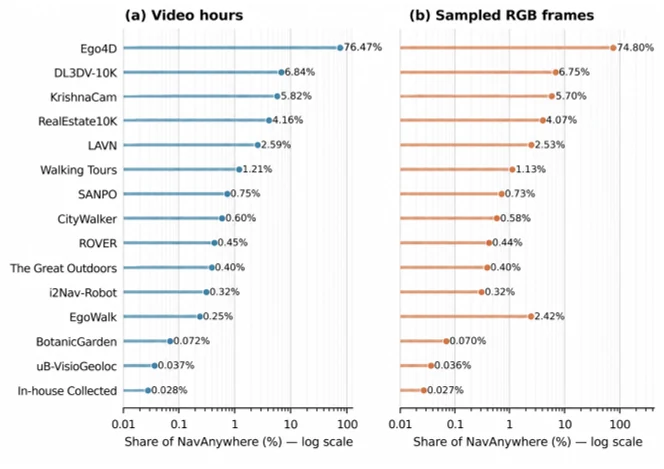 (a) Video hours
(b) Sampled RGB frames
Ego4D 76.47% 74.80%
DL3DV-10K 6.84% 6.75%
KrishnaCam 5.82% 5.70%
RealEstate10K 4.16% 4.07%
LAVN 2.59% 2.53%
Walking Tours 1.21% 1.13%
SANPO 0.75% 0.73%
CityWalker 0.60% 0.58%
ROVER 0.45% 0.44%
The Great Outdoors 0.40% 0.40%
i2Nav-Robot 0.32% 0.32%
EgoWalk 0.25% 2.42%
BotanicGarden 0.072% 0.070%
uB-VisioGeoloc 0.037% 0.036%
In-house Collected 0.028% 0.027%
0.01 0.1 1 10 100 0.01 0.1 1 10 100
Share of NavAnywhere (%) — log scale
Share of NavAnywhere (%) — log scale